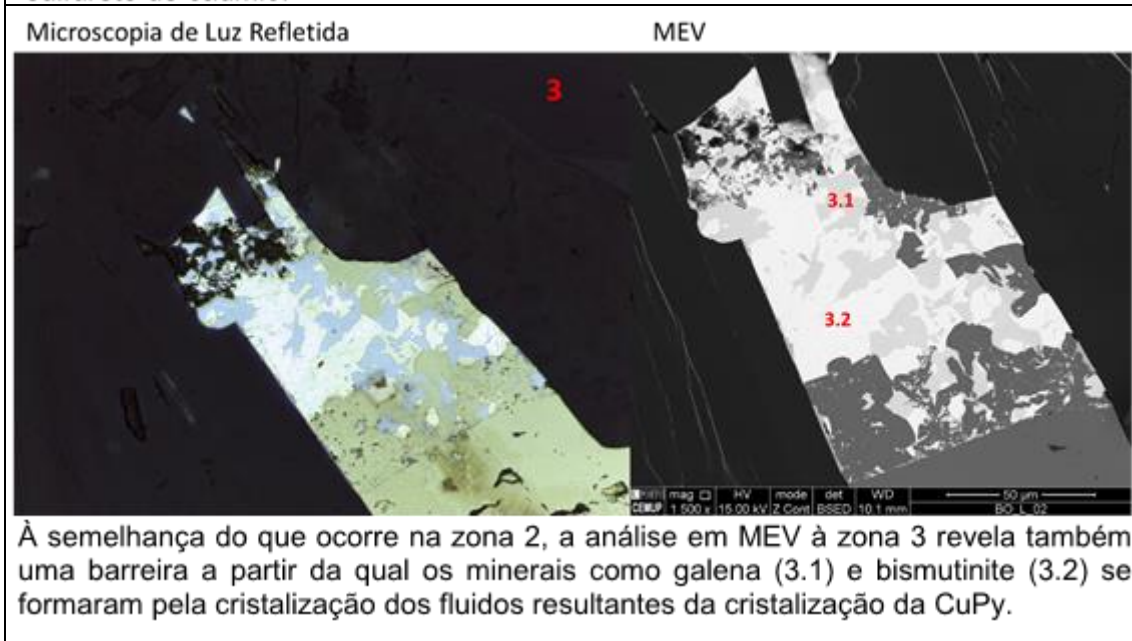 Microscopia de Luz Refletida MEV
3
3.1
3.2
mag □ HV mode det WD 50 µm
CEMUP 1 500 x 15.00 kV Z Cont BSED 10.1 mm BO_L_02
À semelhança do que ocorre na zona 2, a análise em MEV à zona 3 revela também
uma barreira a partir da qual os minerais como galena (3.1) e bismutinite (3.2) se
formaram pela cristalização dos fluidos resultantes da cristalização da CuPy.